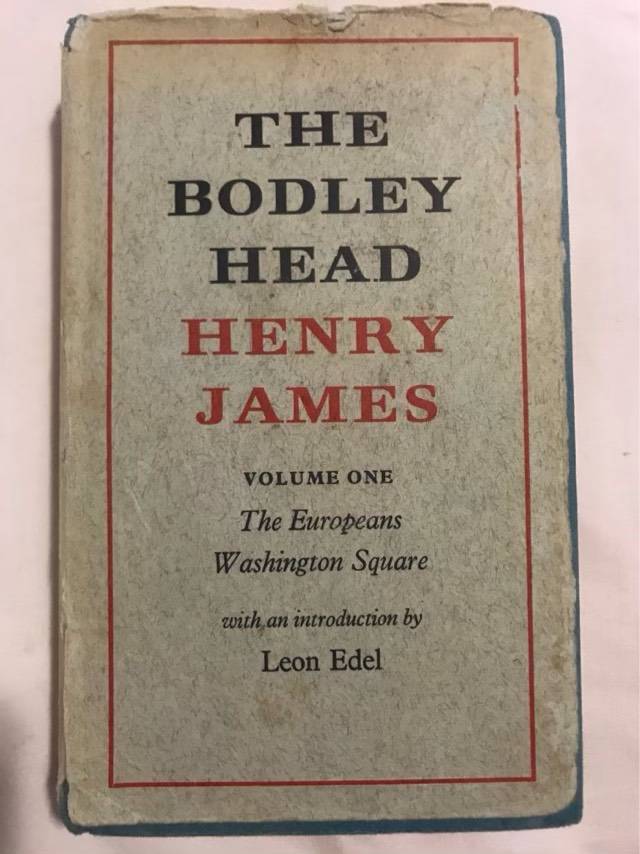 THE
BODLEY
HEAD
HENRY
JAMES
VOLUME ONE
The Europeans
Washington Square
with an introduction by
Leon Edel